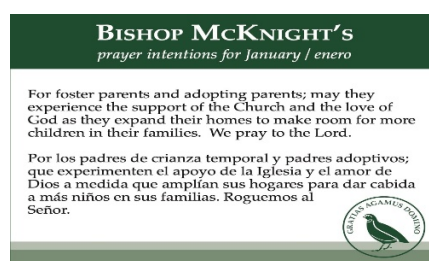 BISHOP MCKNIGHT'S
prayer intentions for January / enero
For foster parents and adopting parents; may they
experience the support of the Church and the love of
God as they expand their homes to make room for more
children in their families.  We pray to the Lord.
Por los padres de crianza temporal y padres adoptivos;
que experimenten el apoyo de la Iglesia y el amor de
Dios a medida que amplían sus hogares para dar cabida
a más niños en sus familias. Roguemos al
Señor.
GRATIAS AGAMUS DOMINO